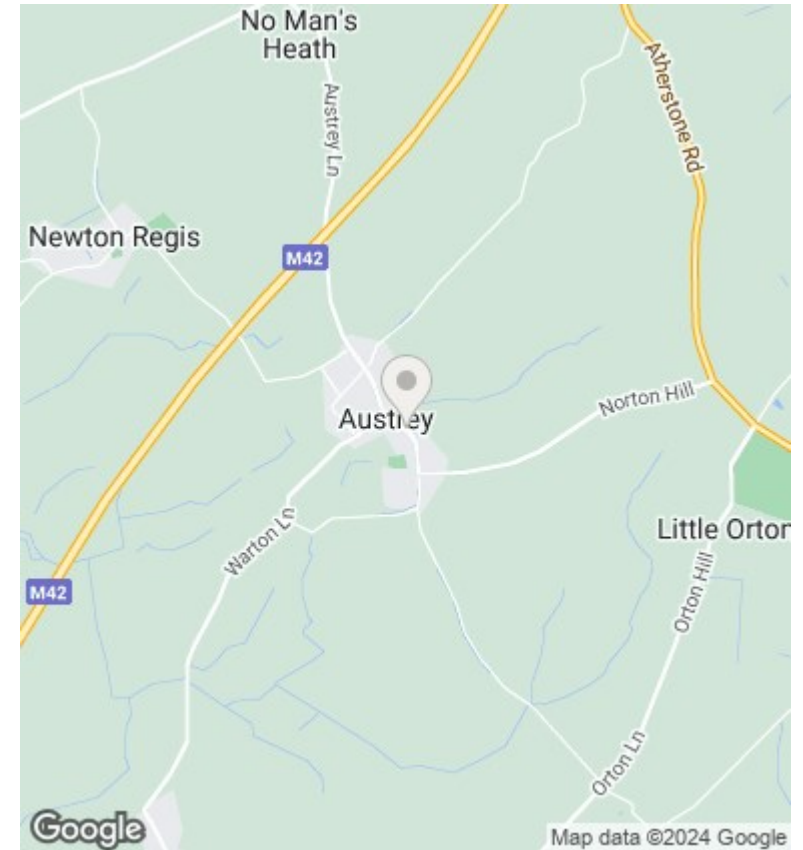 No Man's
Heath
Austrey Ln
Atherstone Rd
Newton Regis
M42
Norton Hill
Austrey
Little Orton
Warton Ln
M42
Orton Hill
Orton Ln
Google
Map data ©2024 Google